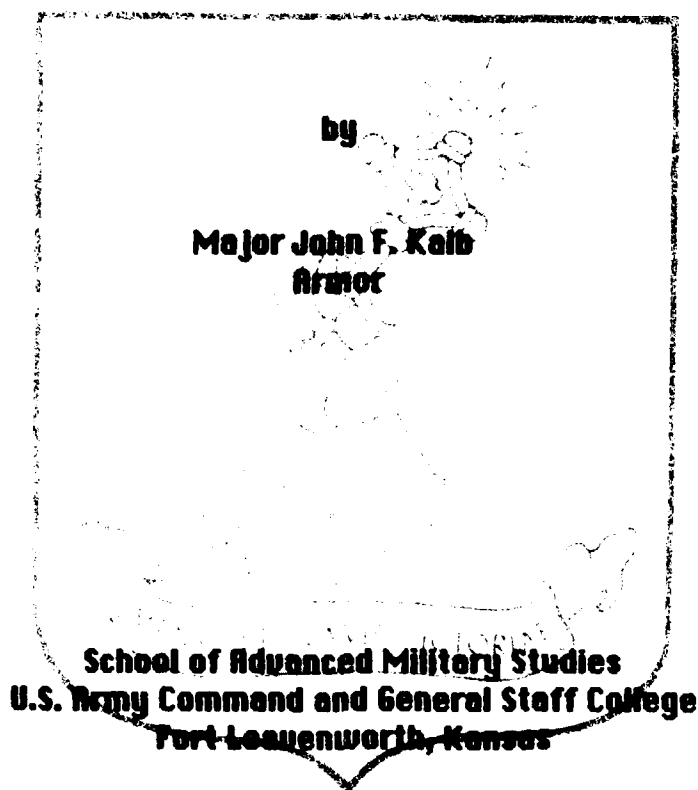 by
Major John F. Kalb
Armor
School of Advanced Military Studies
U.S. Army Command and General Staff College
Fort Leavenworth, Kansas